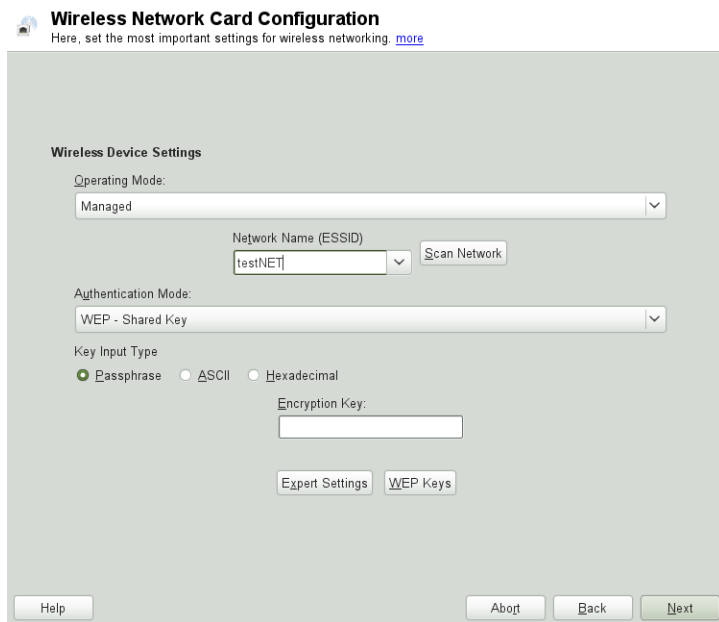 Wireless Network Card Configuration
Here, set the most important settings for wireless networking. more
Wireless Device Settings
Operating Mode:
Managed
Network Name (ESSID)
testNET
Scan Network
Authentication Mode:
WEP - Shared Key
Key Input Type
Passphrase ASCII Hexadecimal
Encryption Key:
Expert Settings WEP Keys
Help Abort Back Next